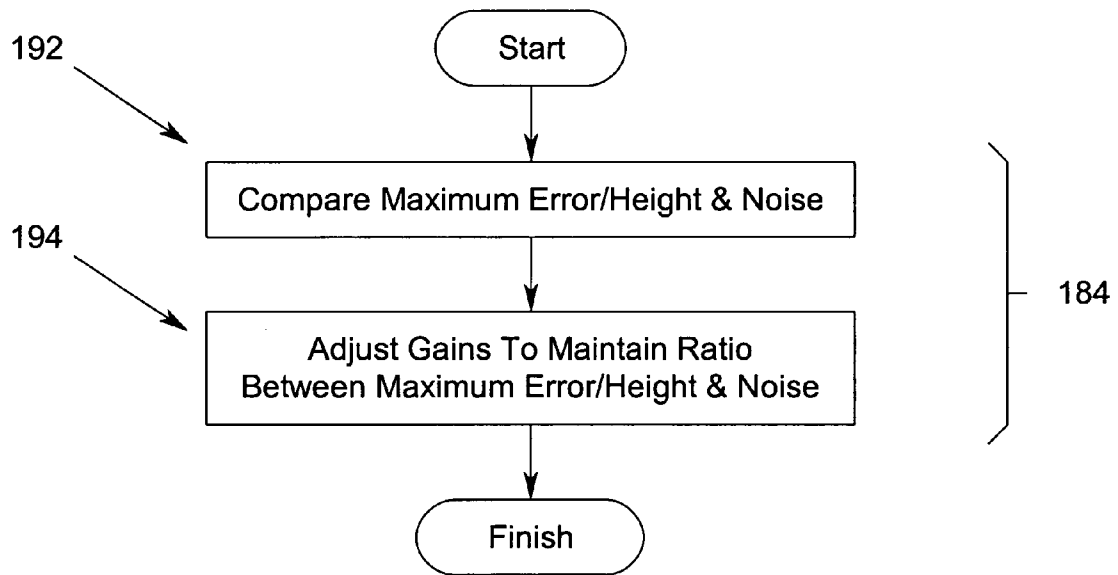 192
Start
Compare Maximum Error/Height & Noise
194
184
Adjust Gains To Maintain Ratio
Between Maximum Error/Height & Noise
Finish